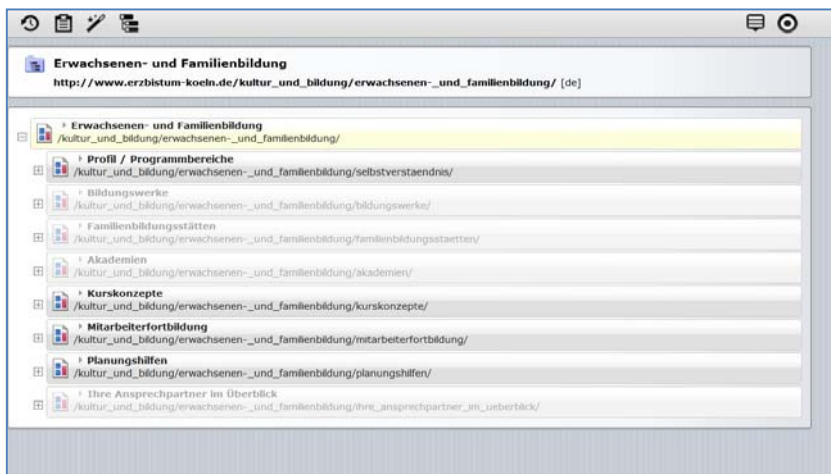 Erwachsenen- und Familienbildung
http://www.erzbistum-koeln.de/kultur_und_bildung/erwachsenen-_und_familienbildung/ [de]
Erwachsenen- und Familienbildung
/kultur_und_bildung/erwachsenen-_und_familienbildung/
Profil / Programmbereiche
/kultur_und_bildung/erwachsenen-_und_familienbildung/selbstverstaendnis/
Bildungswerke
/kultur_und_bildung/erwachsenen-_und_familienbildung/bildungswerke/
Familienbildungsstätten
/kultur_und_bildung/erwachsenen-_und_familienbildung/familienbildungsstaetten/
Akademien
/kultur_und_bildung/erwachsenen-_und_familienbildung/akademien/
Kurskonzepte
/kultur_und_bildung/erwachsenen-_und_familienbildung/kurskonzepte/
Mitarbeiterfortbildung
/kultur_und_bildung/erwachsenen-_und_familienbildung/mitarbeiterfortbildung/
Planungshilfen
/kultur_und_bildung/erwachsenen-_und_familienbildung/planungshilfen/
Ihre Ansprechpartner im Überblick
/kultur_und_bildung/erwachsenen-_und_familienbildung/ihre_ansprechpartner_im_ueberblick/